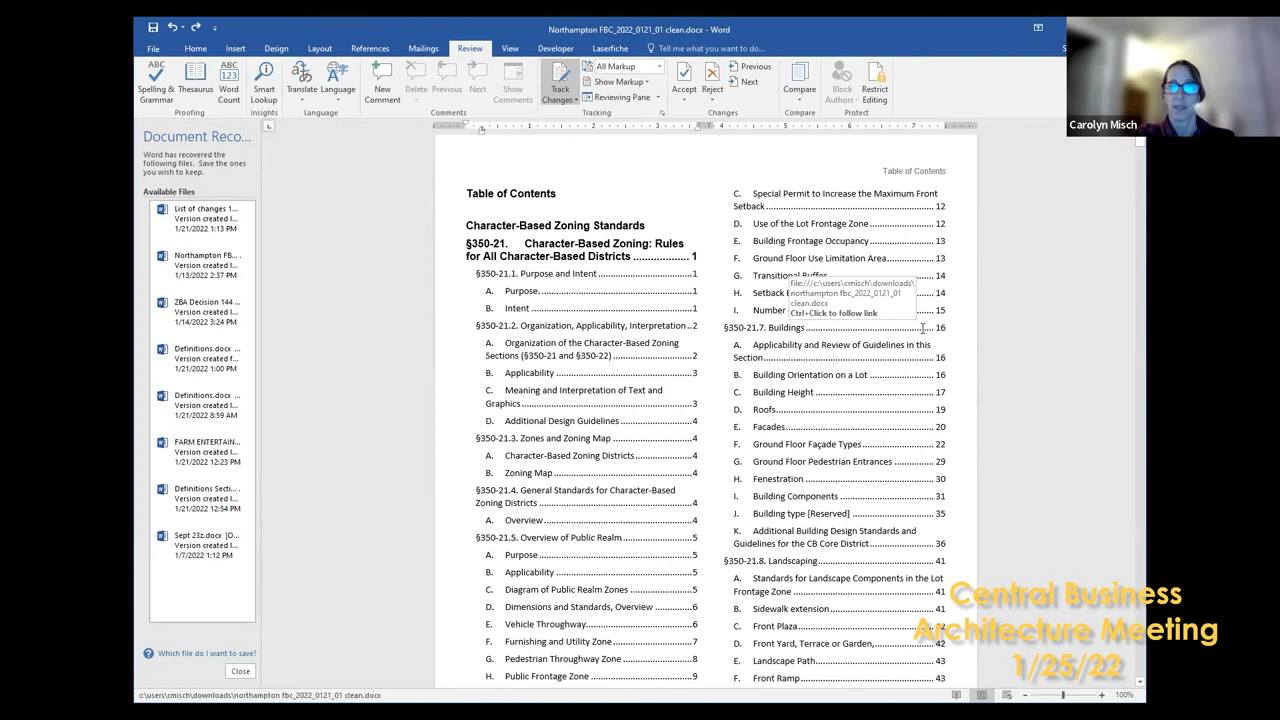 Northampton FBC_2022_0121_01 clean.docx - Word
File Home Insert Design Layout References Mailings Review View Developer Laserfiche Tell me what you want to do...
ABC
Spelling &
Grammar
Thesaurus
ABC
123
Word
Count
Proofing
Smart
Lookup
Insights
Translate
Language
Language
New
Comment
Delete
Previous
Next
Show
Comments
Comments
Track
Changes
All Markup
Show Markup
Reviewing Pane
Tracking
Accept
Reject
Previous
Next
Changes
Compare
Compare
Block
Authors
Restrict
Editing
Protect
Carolyn Misch
Document Reco...
Word has recovered the
following files. Save the ones
you wish to keep.
Available Files
List of changes 1...
Version created l...
1/21/2022 1:13 PM
Northampton FB...
Version created l...
1/13/2022 2:37 PM
ZBA Decision 144 ...
Version created l...
1/14/2022 3:24 PM
Definitions.docx ...
Version created f...
1/21/2022 1:00 PM
Definitions.docx ...
Version created l...
1/21/2022 8:59 AM
FARM ENTERTAIN...
Version created l...
1/21/2022 12:23 PM
Definitions Secti...
Version created l...
1/21/2022 12:54 PM
Sept 23z.docx [O...
Version created l...
1/7/2022 1:12 PM
Which file do I want to save?
Close
1 2 3 4 5 6 7
Table of Contents
Table of Contents
Character-Based Zoning Standards
§350-21. Character-Based Zoning: Rules
for All Character-Based Districts .................. 1
§350-21.1. Purpose and Intent ..................1
A. Purpose. ..................1
B. Intent ..................1
§350-21.2. Organization, Applicability, Interpretation ..2
A. Organization of the Character-Based Zoning
Sections (§350-21 and §350-22) ..................2
B. Applicability ..................3
C. Meaning and Interpretation of Text and
Graphics ..................3
D. Additional Design Guidelines ..................4
§350-21.3. Zones and Zoning Map ..................4
A. Character-Based Zoning Districts ..................4
B. Zoning Map ..................4
§350-21.4. General Standards for Character-Based
Zoning Districts ..................4
A. Overview ..................4
§350-21.5. Overview of Public Realm ..................5
A. Purpose ..................5
B. Applicability ..................5
C. Diagram of Public Realm Zones ..................5
D. Dimensions and Standards, Overview ..................6
E. Vehicle Throughway ..................6
F. Furnishing and Utility Zone ..................7
G. Pedestrian Throughway Zone ..................8
H. Public Frontage Zone ..................9
C. Special Permit to Increase the Maximum Front
Setback .................. 12
D. Use of the Lot Frontage Zone .................. 12
E. Building Frontage Occupancy .................. 13
F. Ground Floor Use Limitation Area .................. 13
G. Transitional Buffer .................. 14
H. Setback .................. 14
I. Number .................. 15
file:///c:\users\cmisch\downloads\
northampton fbc_2022_0121_01
clean.docx
Ctrl+Click to follow link
§350-21.7. Buildings .................. 16
A. Applicability and Review of Guidelines in this
Section .................. 16
B. Building Orientation on a Lot .................. 16
C. Building Height .................. 17
D. Roofs .................. 19
E. Facades .................. 20
F. Ground Floor Façade Types .................. 22
G. Ground Floor Pedestrian Entrances .................. 29
H. Fenestration .................. 30
I. Building Components .................. 31
J. Building type [Reserved] .................. 35
K. Additional Building Design Standards and
Guidelines for the CB Core District .................. 36
§350-21.8. Landscaping .................. 41
A. Standards for Landscape Components in the Lot
Frontage Zone .................. 41
B. Sidewalk extension .................. 41
C. Front Plaza .................. 42
D. Front Yard, Terrace or Garden, .................. 42
E. Landscape Path .................. 43
F. Front Ramp .................. 43
Central Business
Architecture Meeting
1/25/22
c:\users\cmisch\downloads\northampton fbc_2022_0121_01 clean.docx
100%